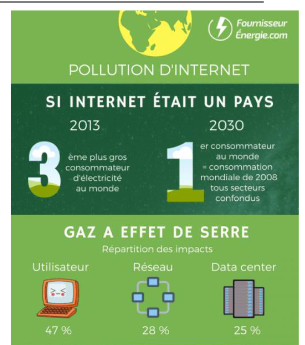 Fournisseur
Énergie.com
POLLUTION D'INTERNET
SI INTERNET ÉTAIT UN PAYS
2013
3 ème plus gros
consommateur
d'électricité
au monde
2030
1 er consommateur
au monde
= consommation
mondiale de 2008
tous secteurs
confondus
GAZ A EFFET DE SERRE
Répartition des impacts
Utilisateur
47 %
Réseau
28 %
Data center
25 %